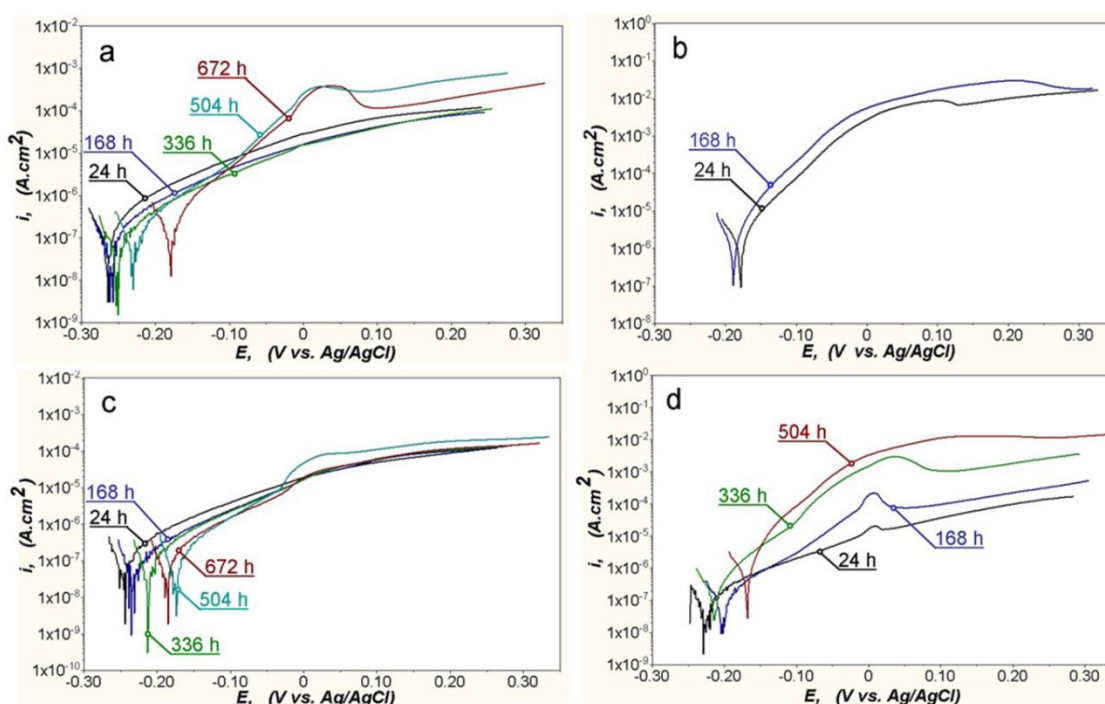 a
1x10-2
1x10-3
1x10-4
1x10-5
1x10-6
1x10-7
1x10-8
1x10-9
i, (A.cm2)
672 h
504 h
168 h
336 h
24 h
-0.30
-0.20
-0.10
0
0.10
0.20
0.30
E, (V vs. Ag/AgCl)
b
1x100
1x10-1
1x10-2
1x10-3
1x10-4
1x10-5
1x10-6
1x10-7
1x10-8
i, (A.cm2)
168 h
24 h
-0.30
-0.20
-0.10
0
0.10
0.20
0.30
E, (V vs. Ag/AgCl)
c
1x10-2
1x10-3
1x10-4
1x10-5
1x10-6
1x10-7
1x10-8
1x10-9
1x10-10
i, (A.cm2)
168 h
24 h
672 h
504 h
336 h
-0.30
-0.20
-0.10
0
0.10
0.20
0.30
E, (V vs. Ag/AgCl)
d
1x100
1x10-1
1x10-2
1x10-3
1x10-4
1x10-5
1x10-6
1x10-7
1x10-8
1x10-9
i, (A.cm2)
504 h
336 h
168 h
24 h
-0.30
-0.20
-0.10
0
0.10
0.20
0.30
E, (V vs. Ag/AgCl)